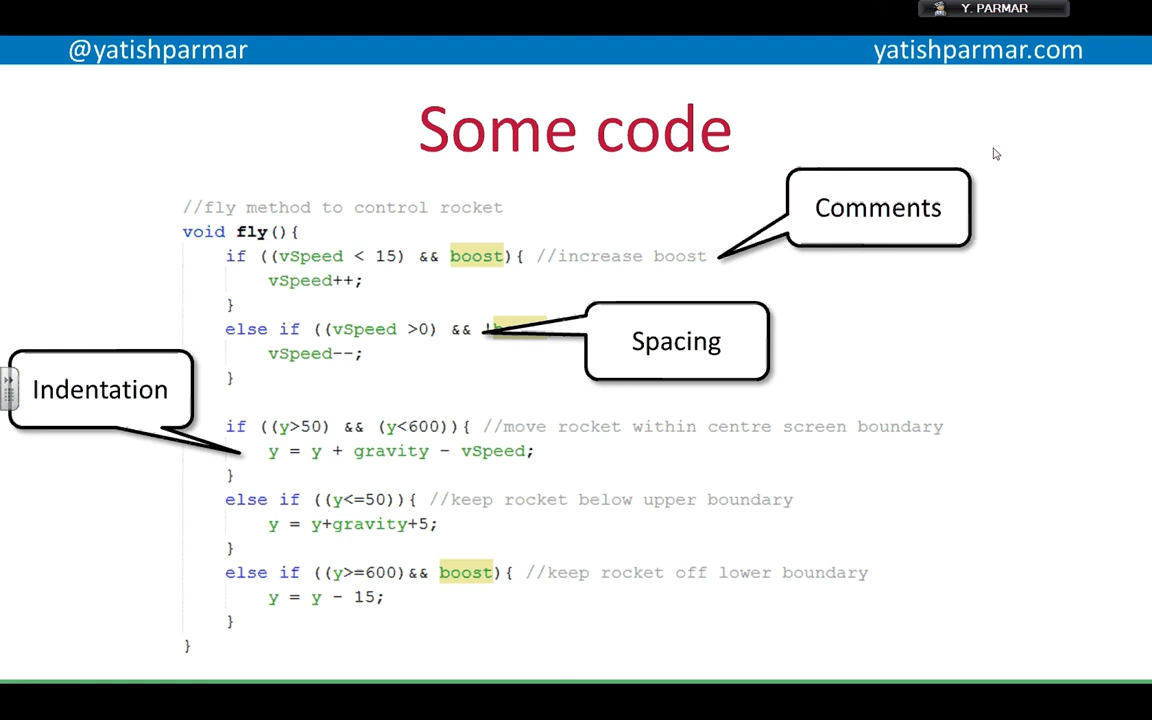 Y. PARMAR
@yatishparmar yatishparmar.com
Some code
Comments
//fly method to control rocket
void fly(){
if ((vSpeed < 15) && boost){ //increase boost
vSpeed++;
}
else if ((vSpeed >0) &&
Spacing
vSpeed--;
}
Indentation
if ((y>50) && (y<600)){ //move rocket within centre screen boundary
y = y + gravity - vSpeed;
}
else if ((y<=50)){ //keep rocket below upper boundary
y = y+gravity+5;
}
else if ((y>=600)&& boost){ //keep rocket off lower boundary
y = y - 15;
}
}